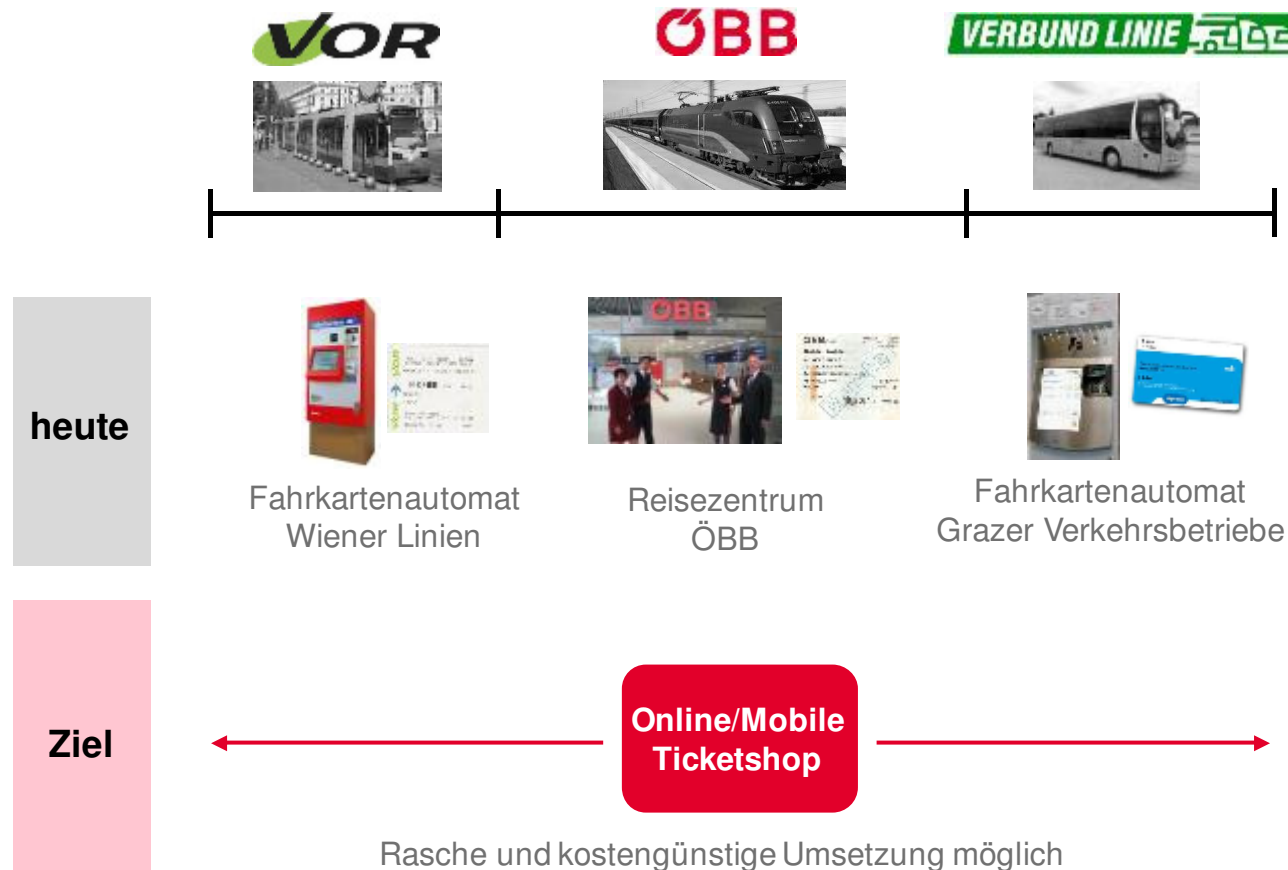 VOR
ÖBB
VERBUND LINIE
heute
ÖBB
Fahrkartenautomat
Wiener Linien
Reisezentrum
ÖBB
Fahrkartenautomat
Grazer Verkehrsbetriebe
Ziel
Online/Mobile
Ticketshop
Rasche und kostengünstige Umsetzung möglich